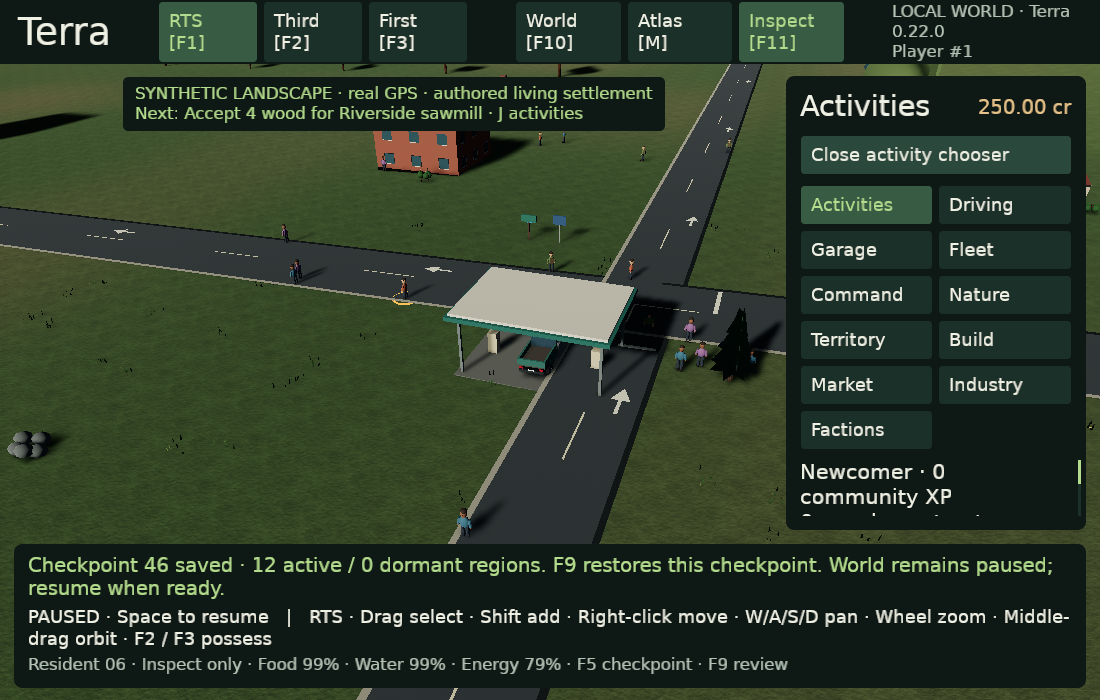 Terra
RTS
[F1]
Third
[F2]
First
[F3]
World
[F10]
Atlas
[M]
Inspect
[F11]
LOCAL WORLD · Terra
0.22.0
Player #1
SYNTHETIC LANDSCAPE · real GPS · authored living settlement
Next: Accept 4 wood for Riverside sawmill · J activities
Activities
250.00 cr
Close activity chooser
Activities
Driving
Garage
Fleet
Command
Nature
Territory
Build
Market
Industry
Factions
Newcomer · 0
community XP
Checkpoint 46 saved · 12 active / 0 dormant regions. F9 restores this checkpoint. World remains paused;
resume when ready.
PAUSED · Space to resume | RTS · Drag select · Shift add · Right-click move · W/A/S/D pan · Wheel zoom · Middle-
drag orbit · F2 / F3 possess
Resident 06 · Inspect only · Food 99% · Water 99% · Energy 79% · F5 checkpoint · F9 review